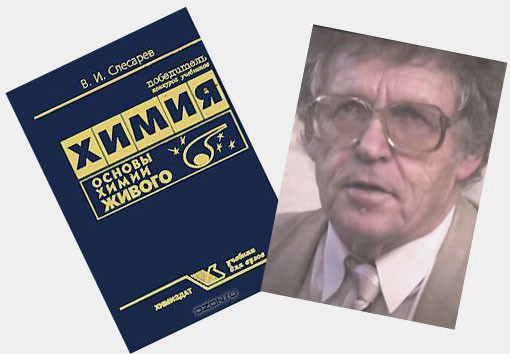 В. И. Слесарев
победитель
конкурса учебников
ХИМИЯ
ОСНОВЫ
ХИМИИ
ЖИВОГО
учебник
для вузов
ХИМИЗДАТ
OZON.RU